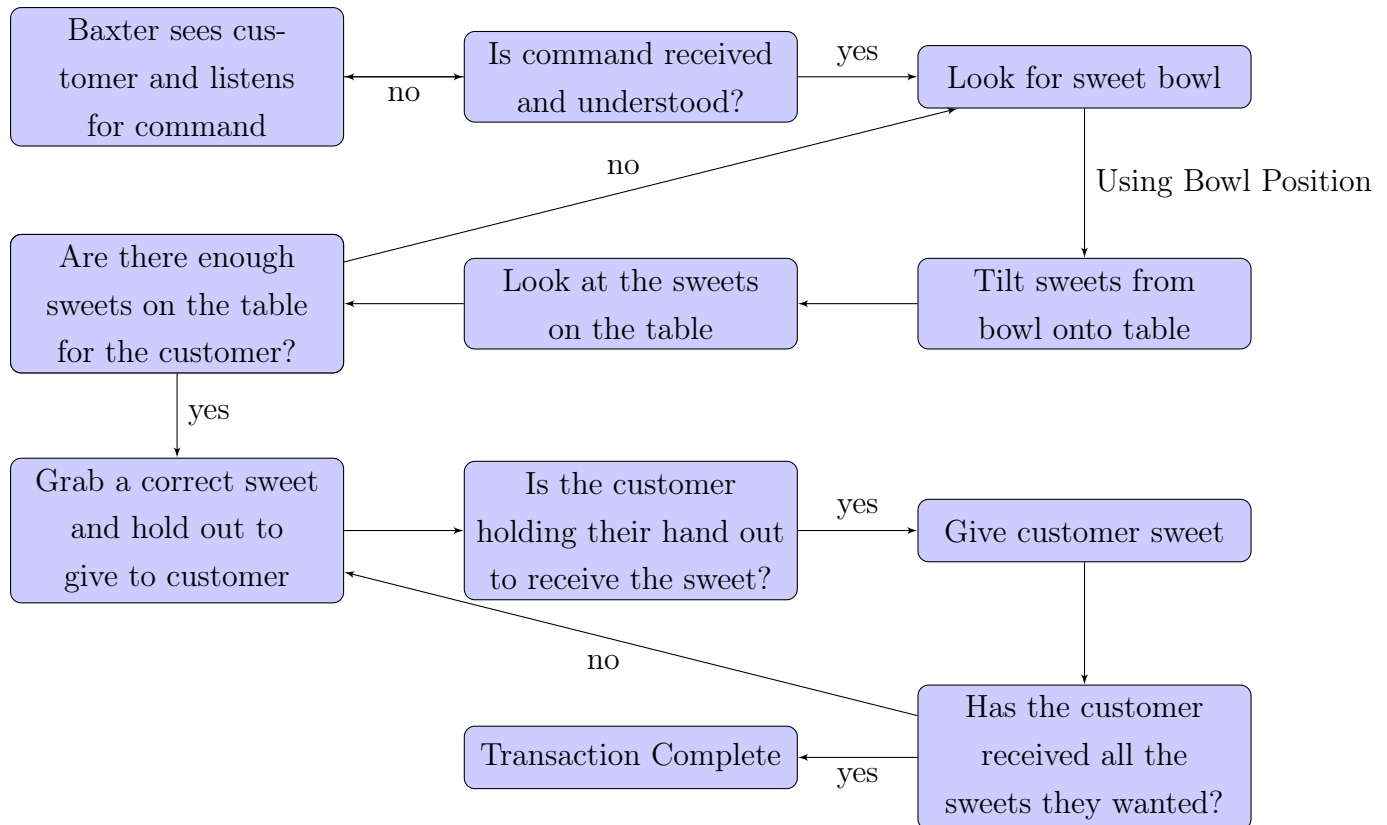 Baxter sees cus-
tomer and listens
for command
no
Is command received
and understood?
yes
Look for sweet bowl
no
Using Bowl Position
Are there enough
sweets on the table
for the customer?
Look at the sweets
on the table
Tilt sweets from
bowl onto table
yes
Grab a correct sweet
and hold out to
give to customer
Is the customer
holding their hand out
to receive the sweet?
yes
Give customer sweet
no
Transaction Complete
yes
Has the customer
received all the
sweets they wanted?